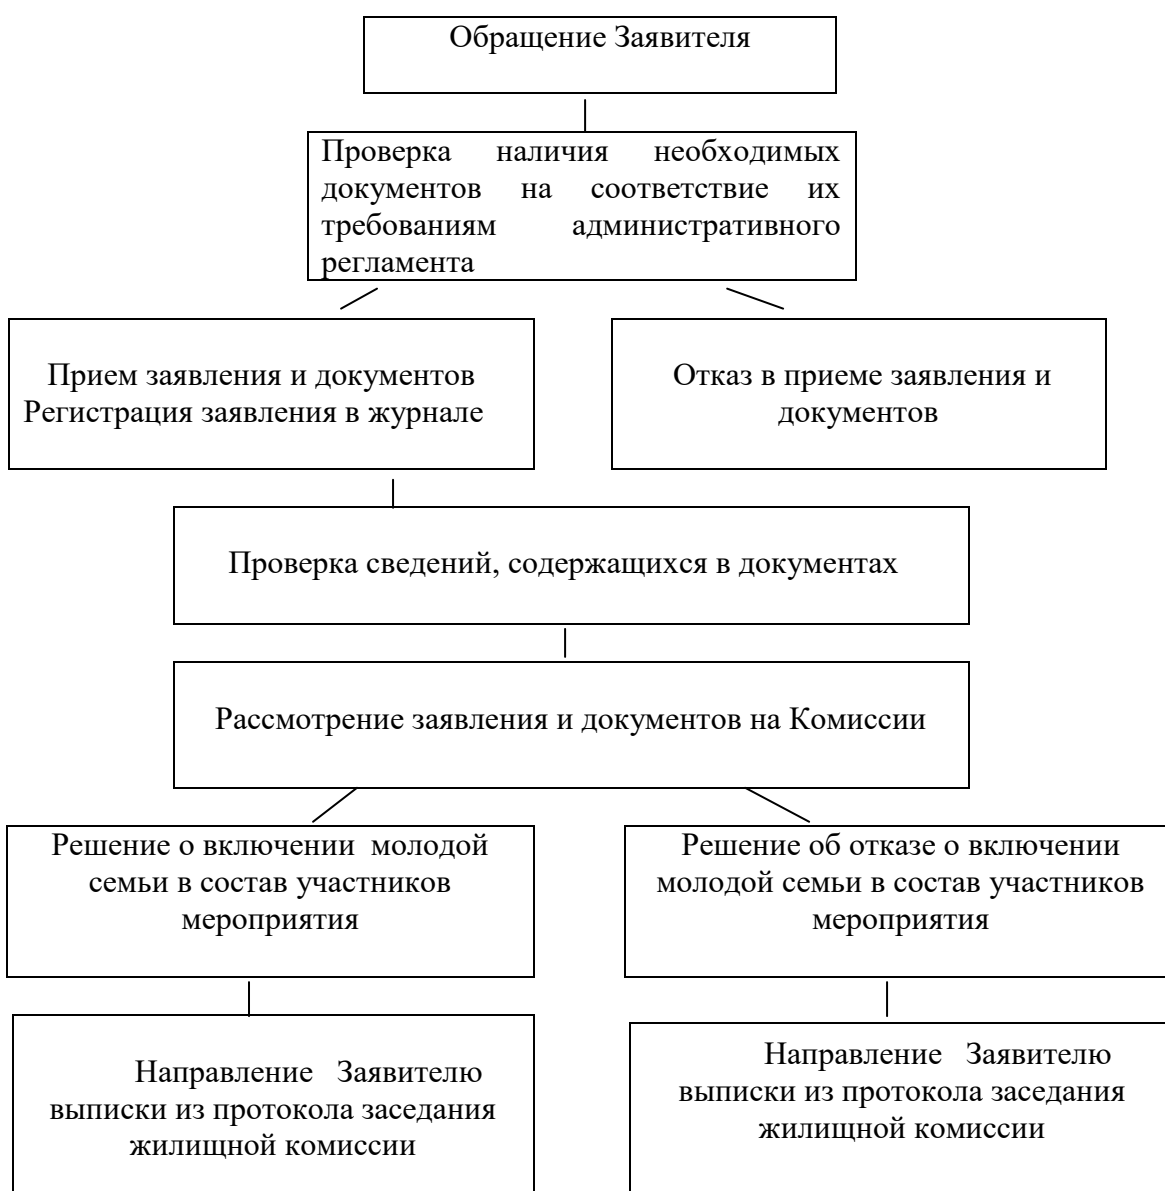 Обращение Заявителя
Проверка наличия необходимых
документов на соответствие их
требованиям административного
регламента
Прием заявления и документов
Регистрация заявления в журнале
Отказ в приеме заявления и
документов
Проверка сведений, содержащихся в документах
Рассмотрение заявления и документов на Комиссии
Решение о включении молодой
семьи в состав участников
мероприятия
Решение об отказе о включении
молодой семьи в состав участников
мероприятия
Направление Заявителю
выписки из протокола заседания
жилищной комиссии
Направление Заявителю
выписки из протокола заседания
жилищной комиссии